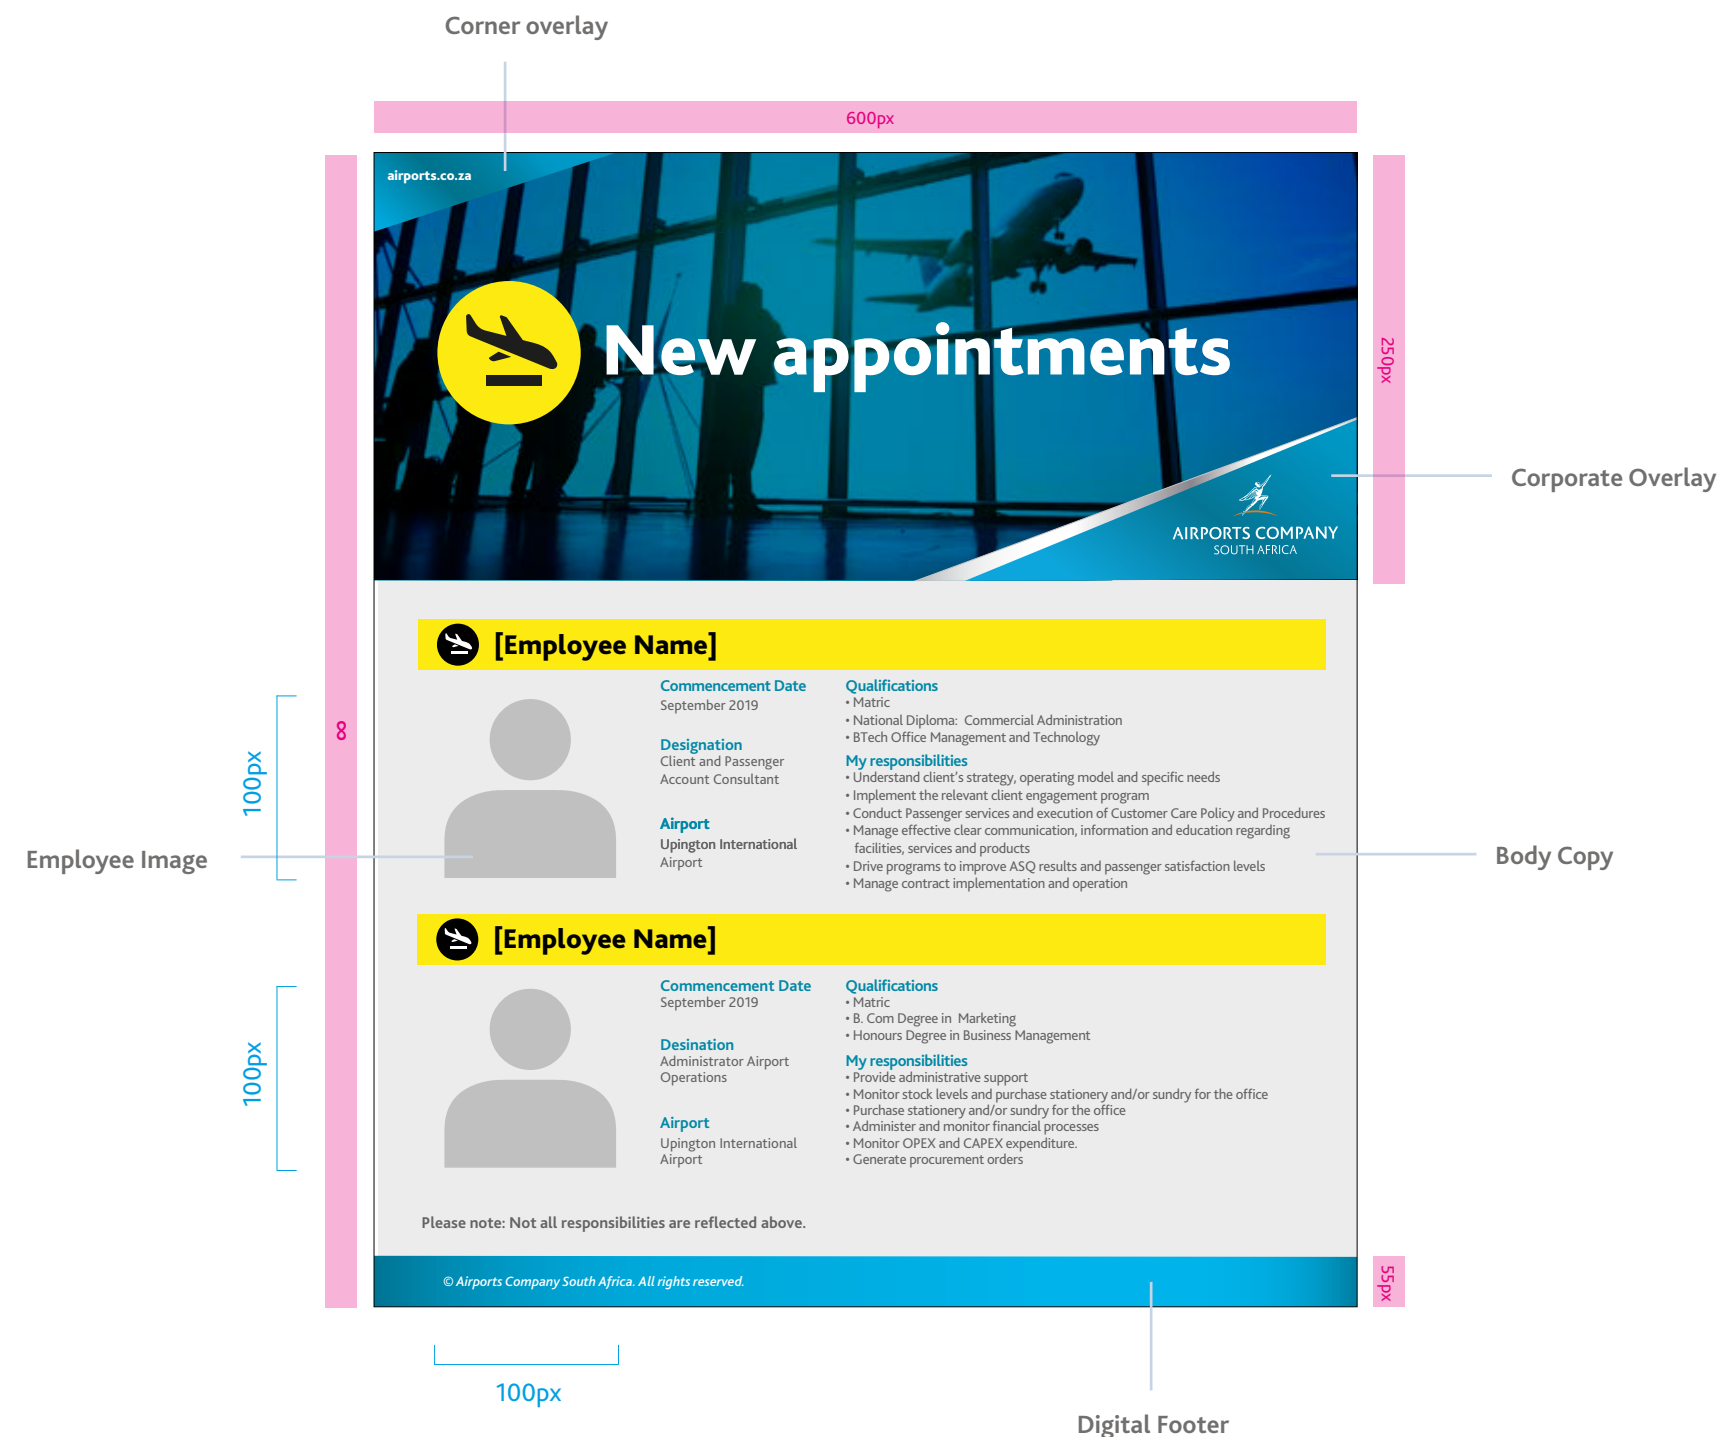 Corner overlay
600px
airports.co.za
New appointments
250px
Corporate Overlay
AIRPORTS COMPANY
SOUTH AFRICA
[Employee Name]
Commencement Date
September 2019
Designation
Client and Passenger
Account Consultant
Airport
Upington International
Airport
Qualifications
• Matric
• National Diploma:  Commercial Administration
• BTech Office Management and Technology
My responsibilities
• Understand client's strategy, operating model and specific needs
• Implement the relevant client engagement program
• Conduct Passenger services and execution of Customer Care Policy and Procedures
• Manage effective clear communication, information and education regarding
facilities, services and products
• Drive programs to improve ASQ results and passenger satisfaction levels
• Manage contract implementation and operation
∞
100px
Employee Image
Body Copy
[Employee Name]
Commencement Date
September 2019
Desination
Administrator Airport
Operations
Airport
Upington International
Airport
Qualifications
• Matric
• B. Com Degree in  Marketing
• Honours Degree in Business Management
My responsibilities
• Provide administrative support
• Monitor stock levels and purchase stationery and/or sundry for the office
• Purchase stationery and/or sundry for the office
• Administer and monitor financial processes
• Monitor OPEX and CAPEX expenditure.
• Generate procurement orders
100px
Please note: Not all responsibilities are reflected above.
© Airports Company South Africa. All rights reserved.
55px
100px
Digital Footer